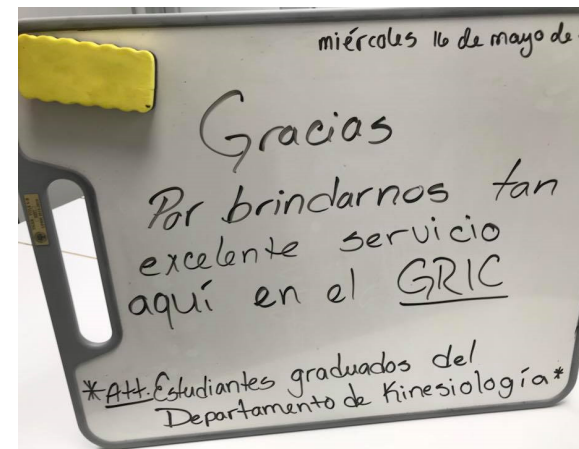 miércoles 16 de mayo de
Gracias
Por brindarnos tan
excelente servicio
aquí en el GRIC
*Att. Estudiantes graduados del
Departamento de Kinesiología*